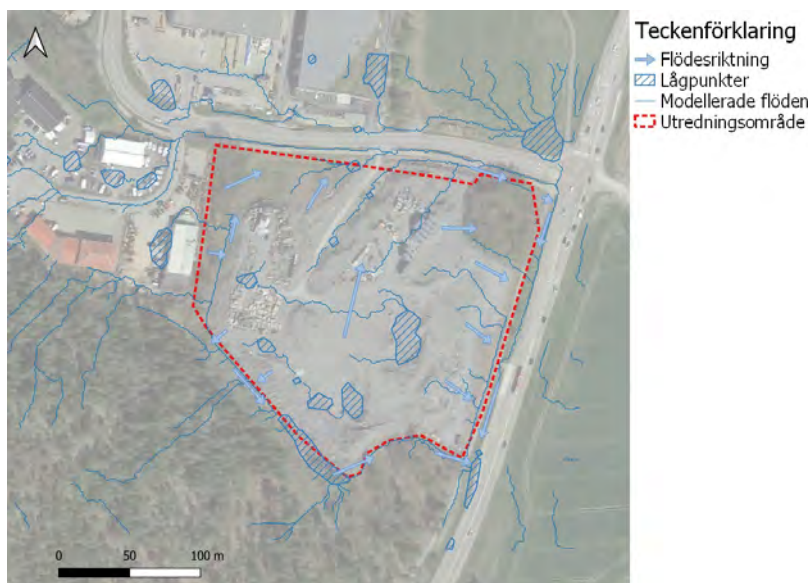 Teckenförklaring
Flödesriktning
Lågpunkter
Modellerade flöden
Utredningsområde
0 50 100 m